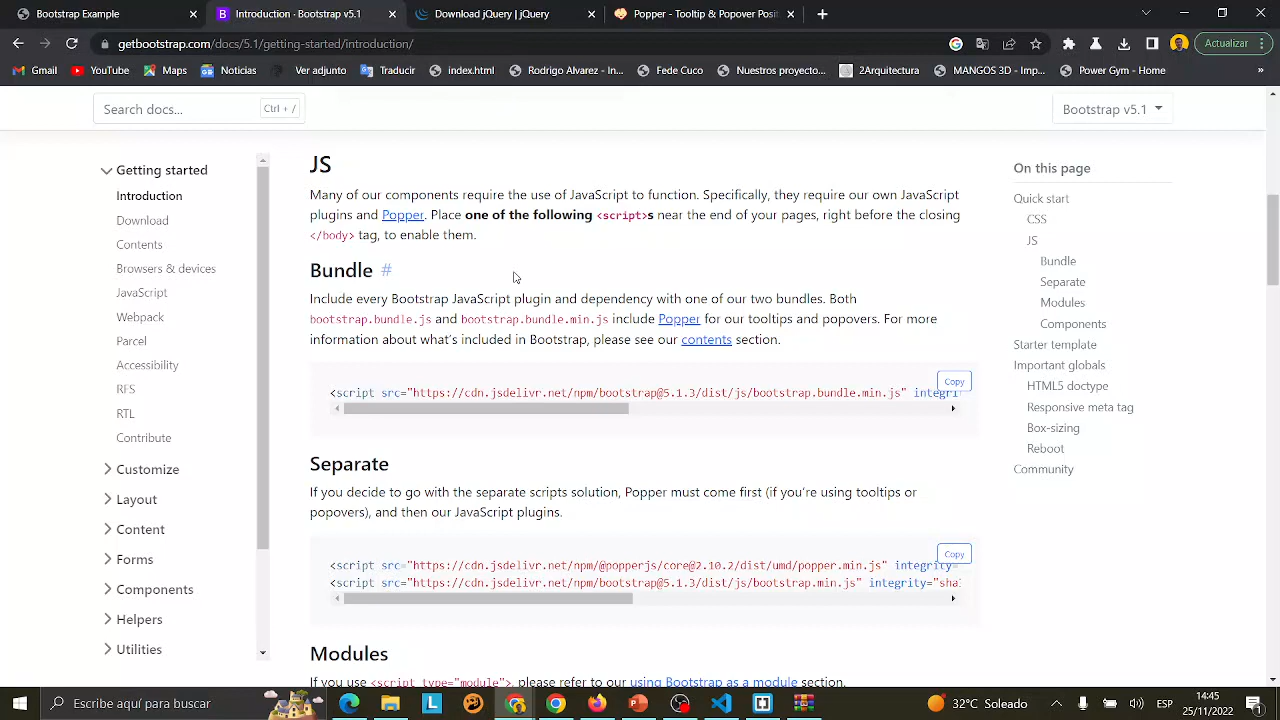 Bootstrap Example
Introduction · Bootstrap v5.1
Download jQuery | jQuery
Popper - Tooltip & Popover Posit
getbootstrap.com/docs/5.1/getting-started/introduction/
Actualizar
Gmail
YouTube
Maps
Noticias
Ver adjunto
Traducir
index.html
Rodrigo Alvarez - In...
Fede Cuco
Nuestro proyecto...
2Arquitectura
MANGOS 3D - Imp...
Power Gym - Home
»
Search docs...
Ctrl + /
Bootstrap v5.1
Getting started
Introduction
Download
Contents
Browsers & devices
JavaScript
Webpack
Parcel
Accessibility
RFS
RTL
Contribute
Customize
Layout
Content
Forms
Components
Helpers
Utilities
JS
Many of our components require the use of JavaScript to function. Specifically, they require our own JavaScript
plugins and Popper. Place one of the following <script>s near the end of your pages, right before the closing
</body> tag, to enable them.
Bundle #
Include every Bootstrap JavaScript plugin and dependency with one of our two bundles. Both
bootstrap.bundle.js and bootstrap.bundle.min.js include Popper for our tooltips and popovers. For more
information about what's included in Bootstrap, please see our contents section.
Copy
<script src="https://cdn.jsdelivr.net/npm/bootstrap@5.1.3/dist/js/bootstrap.bundle.min.js" integri
Separate
If you decide to go with the separate scripts solution, Popper must come first (if you're using tooltips or
popovers), and then our JavaScript plugins.
Copy
<script src="https://cdn.jsdelivr.net/npm/@popperjs/core@2.10.2/dist/umd/popper.min.js" integrity=
<script src="https://cdn.jsdelivr.net/npm/bootstrap@5.1.3/dist/js/bootstrap.min.js" integrity="sha
Modules
If you use <script type="module">, please refer to our using Bootstrap as a module section.
On this page
Quick start
CSS
JS
Bundle
Separate
Modules
Components
Starter template
Important globals
HTML5 doctype
Responsive meta tag
Box-sizing
Reboot
Community
Escribe aquí para buscar
32°C Soleado
ESP
14:45
25/11/2022